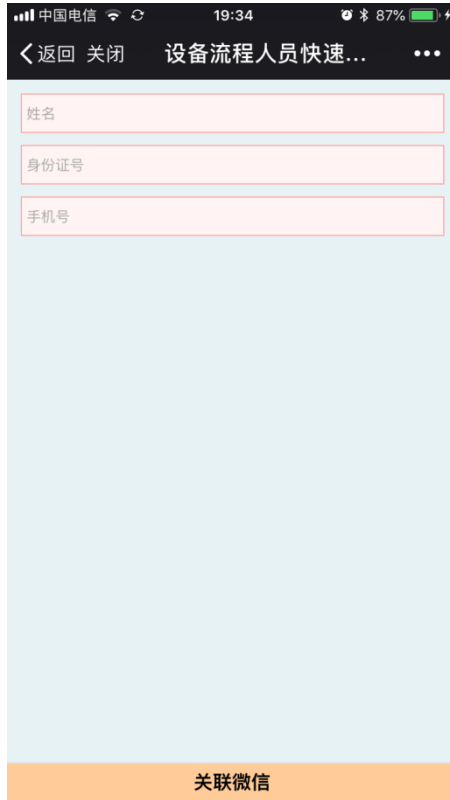 中国电信 19:34 87%
返回 关闭 设备流程人员快速...
姓名
身份证号
手机号
关联微信